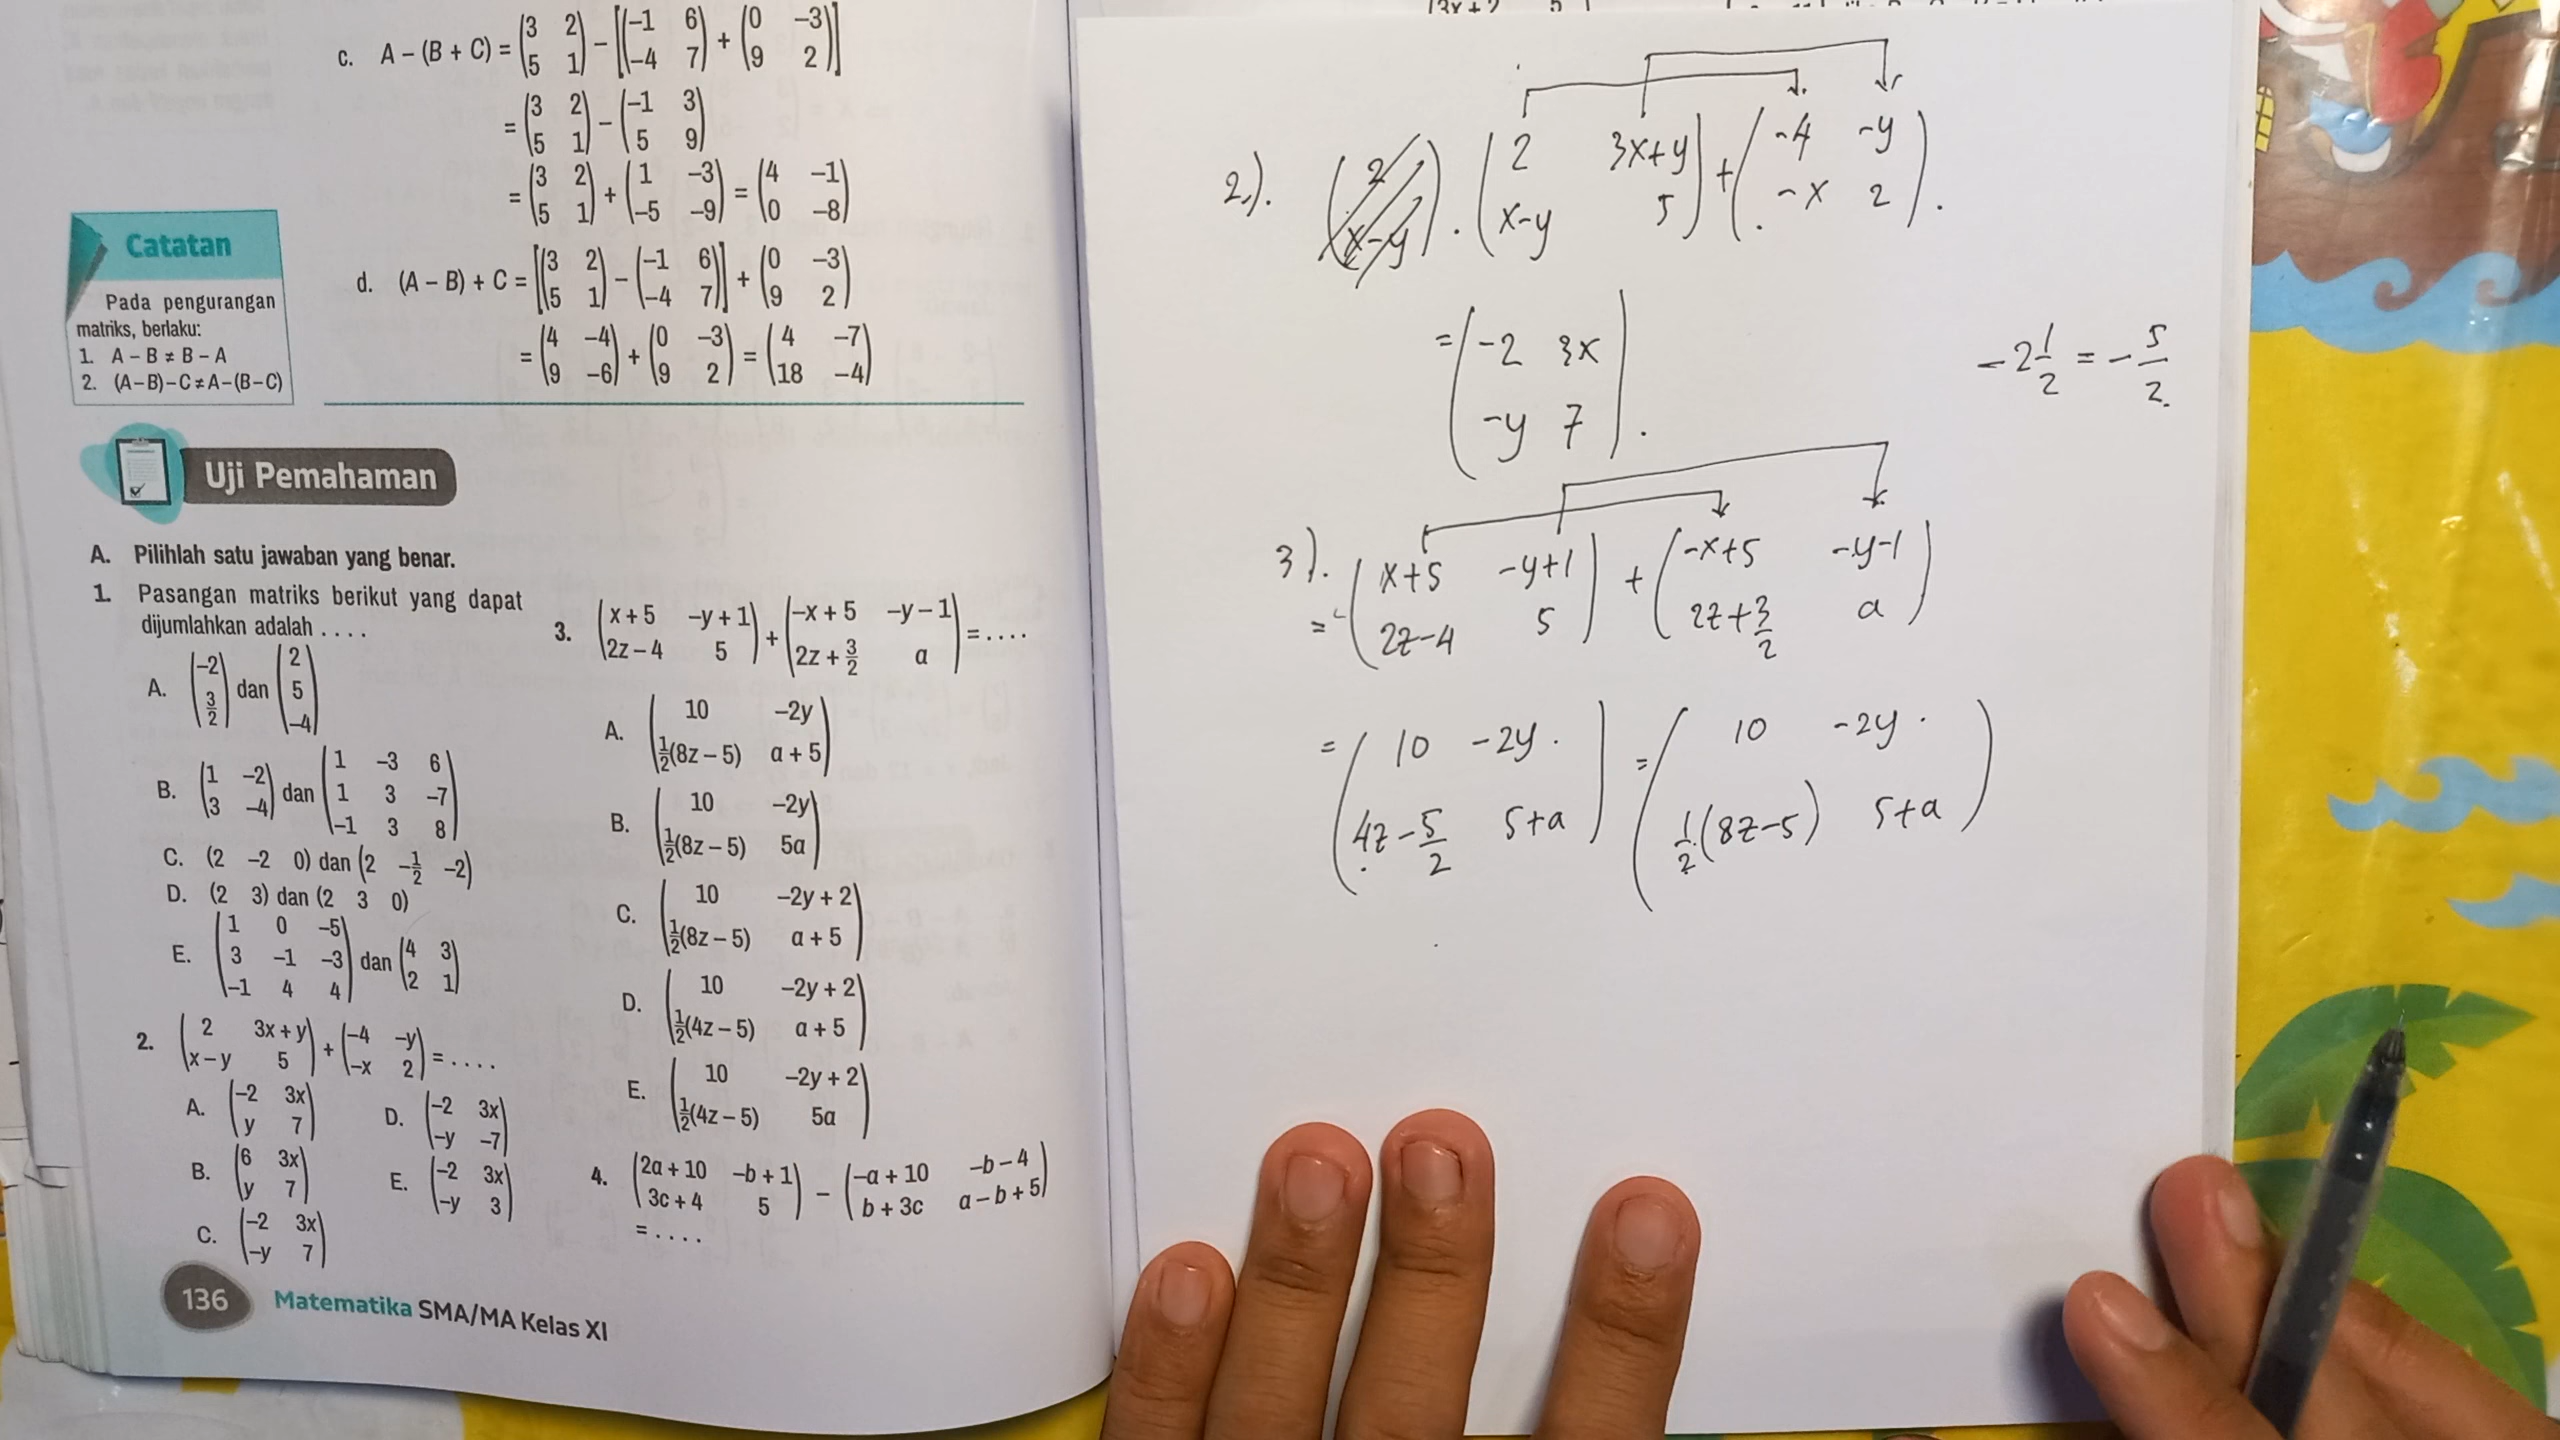 c. A – (B + C) = (3 2) – [(–1 6) + (0 –3)]
(5 1) [(–4 7) (9 2)]
= (3 2) – (–1 3)
(5 1) (5 9)
= (3 2) + (1 –3) = (4 –1)
(5 1) (–5 –9) (0 –8)
d. (A – B) + C = [(3 2) – (–1 6)] + (0 –3)
[(5 1) (–4 7)] (9 2)
= (4 –4) + (0 –3) = (4 –7)
(9 –6) (9 2) (18 –4)
Catatan
Pada pengurangan
matriks, berlaku:
1. A – B ≠ B – A
2. (A–B)–C≠A–(B–C)
Uji Pemahaman
A. Pilihlah satu jawaban yang benar.
1. Pasangan matriks berikut yang dapat
dijumlahkan adalah . . . .
A. (–2) dan (2)
(3/2) (5)
(–4)
B. (1 –2) dan (1 –3 6)
(3 –4) (1 3 –7)
(–1 3 8)
C. (2 –2 0) dan (2 –1/2 –2)
D. (2 3) dan (2 3 0)
E. (1 0 –5) dan (4 3)
(3 –1 –3) (2 1)
(–1 4 4)
2. (2 3x + y) + (–4 –y) = . . . .
(x – y 5) (–x 2)
A. (–2 3x)
(y 7)
B. (6 3x)
(y 7)
C. (–2 3x)
(–y 7)
D. (–2 3x)
(–y –7)
E. (–2 3x)
(–y 3)
3. (x + 5 –y + 1) + (–x + 5 –y – 1) = . . . .
(2z – 4 5) (2z + 3/2 a)
A. (10 –2y)
(1/2(8z – 5) a + 5)
B. (10 –2y)
(1/2(8z – 5) 5a)
C. (10 –2y + 2)
(1/2(8z – 5) a + 5)
D. (10 –2y + 2)
(1/2(4z – 5) a + 5)
E. (10 –2y + 2)
(1/2(4z – 5) 5a)
4. (2a + 10 –b + 1) – (–a + 10 –b – 4)
(3c + 4 5) (b + 3c a – b + 5)
= . . . .
136 Matematika SMA/MA Kelas XI
2.). (2) . (2 3x+y) + (-4 -y) .
(x-y) (x-y 5) (-x 2)
= (-2 3x)
(-y 7) .
-2 1/2 = -5/2.
3). (x+5 -y+1) + (-x+5 -y-1)
= (2z-4 5) (2z+3/2 a)
= (10 -2y .) = (10 -2y .)
(4z-5/2 5+a) (1/2(8z-5) 5+a)